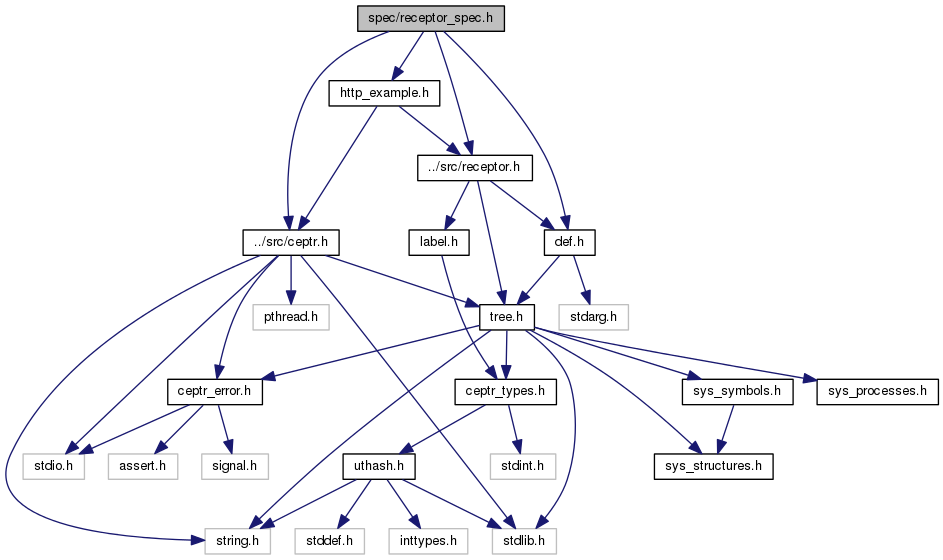 spec/receptor_spec.h
http_example.h
../src/receptor.h
../src/ceptr.h
label.h
def.h
pthread.h
tree.h
stdarg.h
ceptr_error.h
ceptr_types.h
sys_symbols.h
sys_processes.h
stdio.h
assert.h
signal.h
uthash.h
stdint.h
sys_structures.h
string.h
stddef.h
inttypes.h
stdlib.h